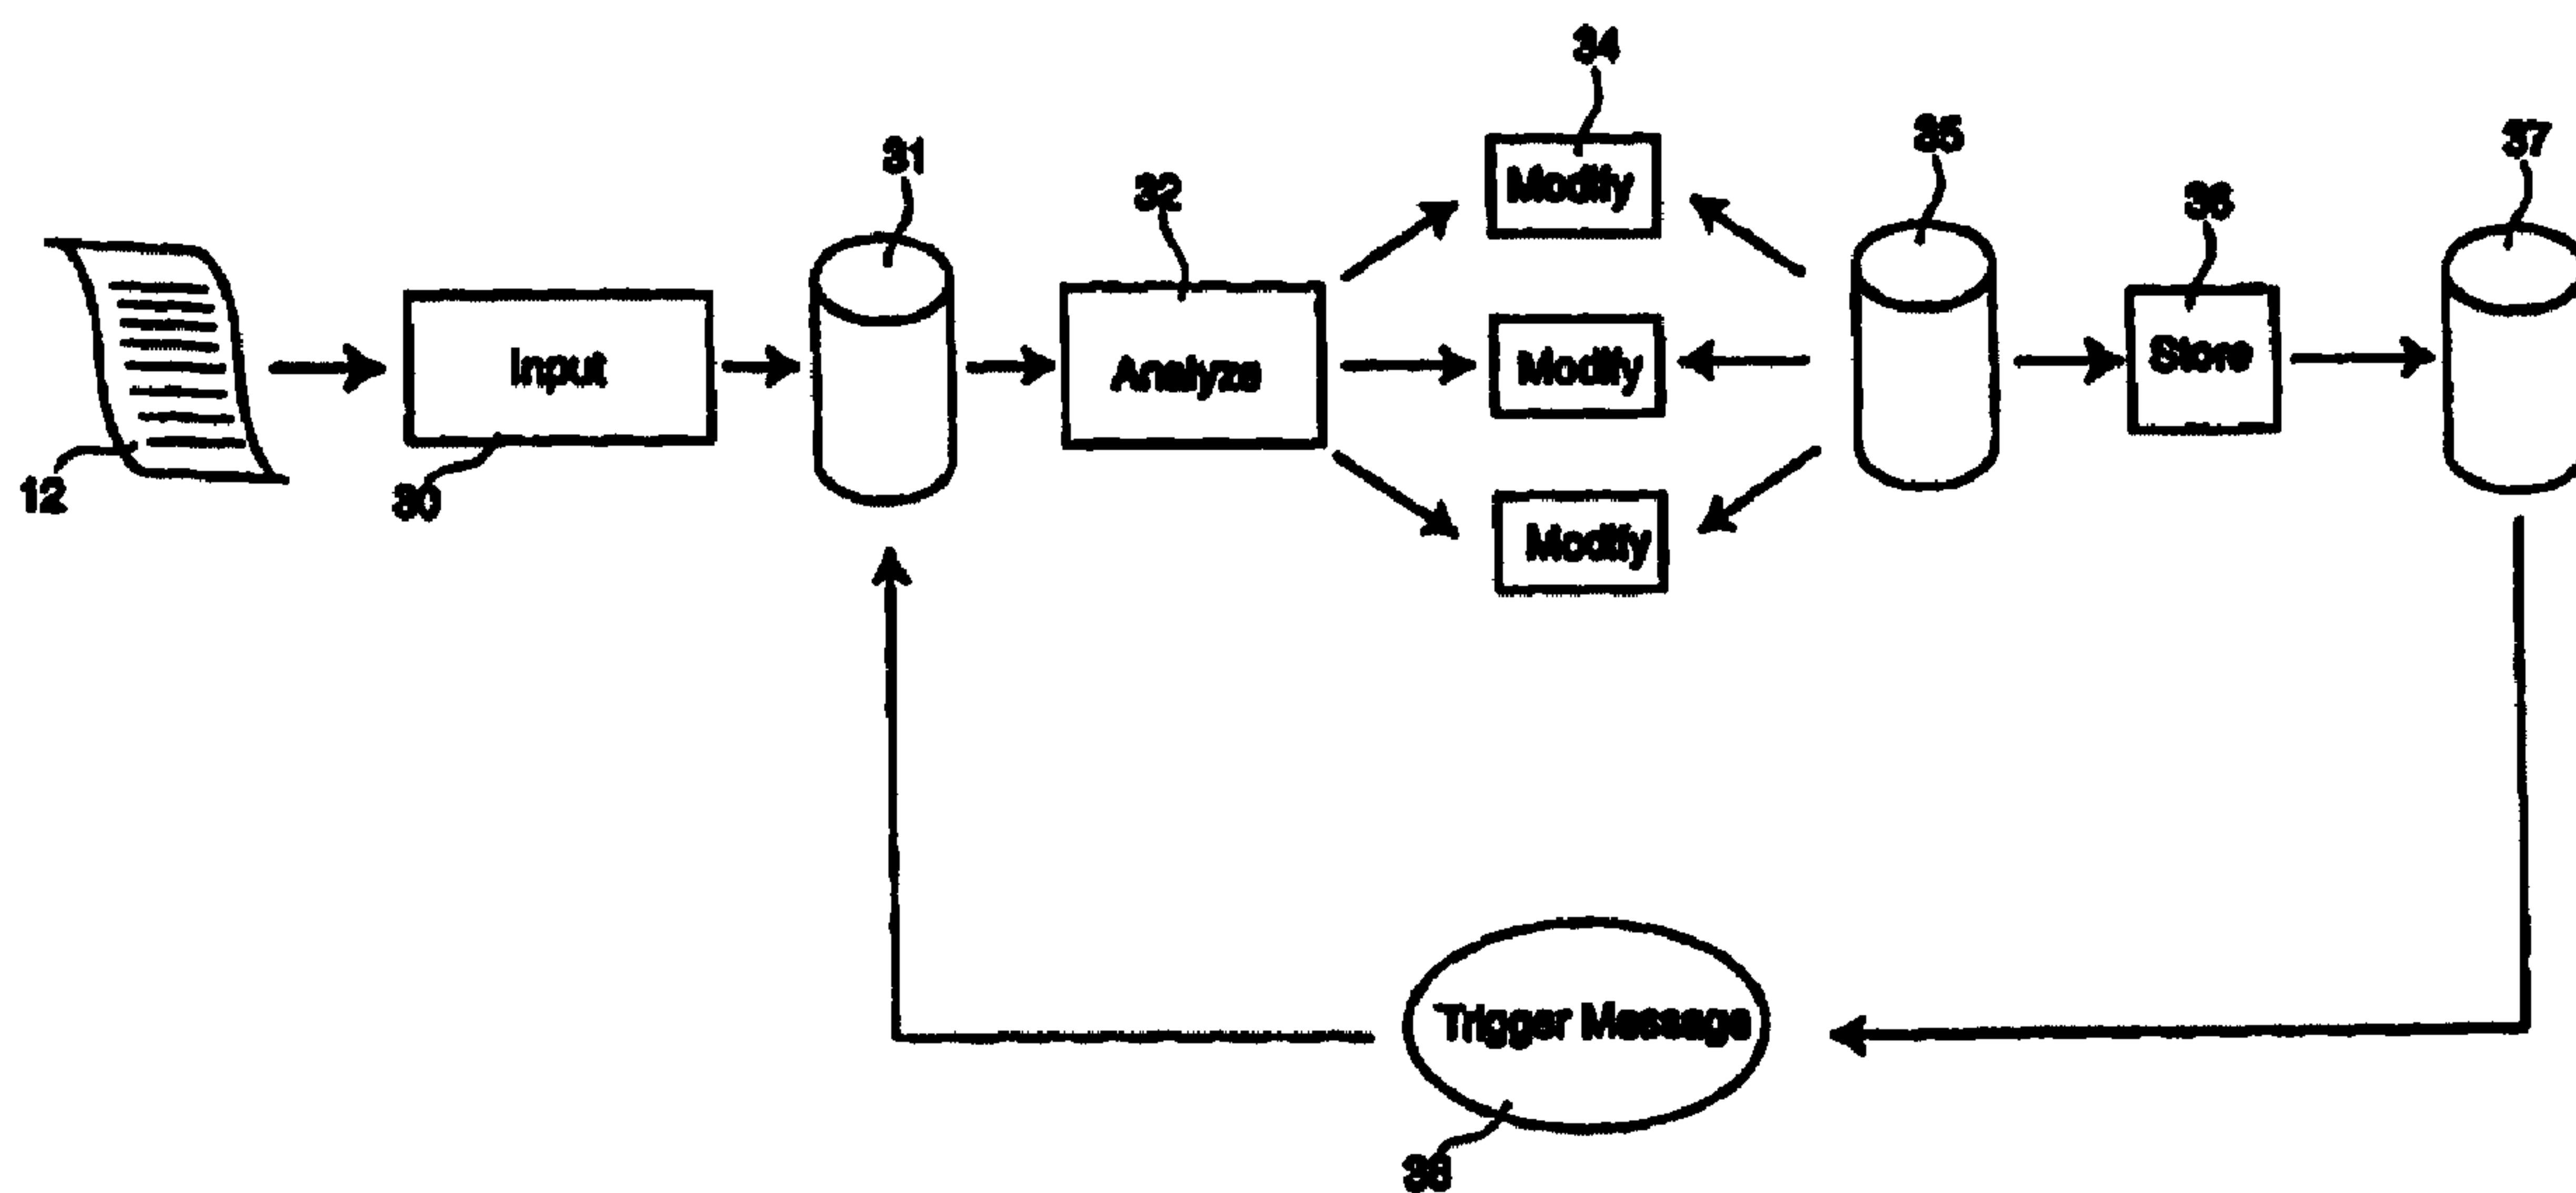 34
35
37
31
32
36
Modify
Input
Analyze
Modify
Store
12
30
Modify
Trigger Message
38